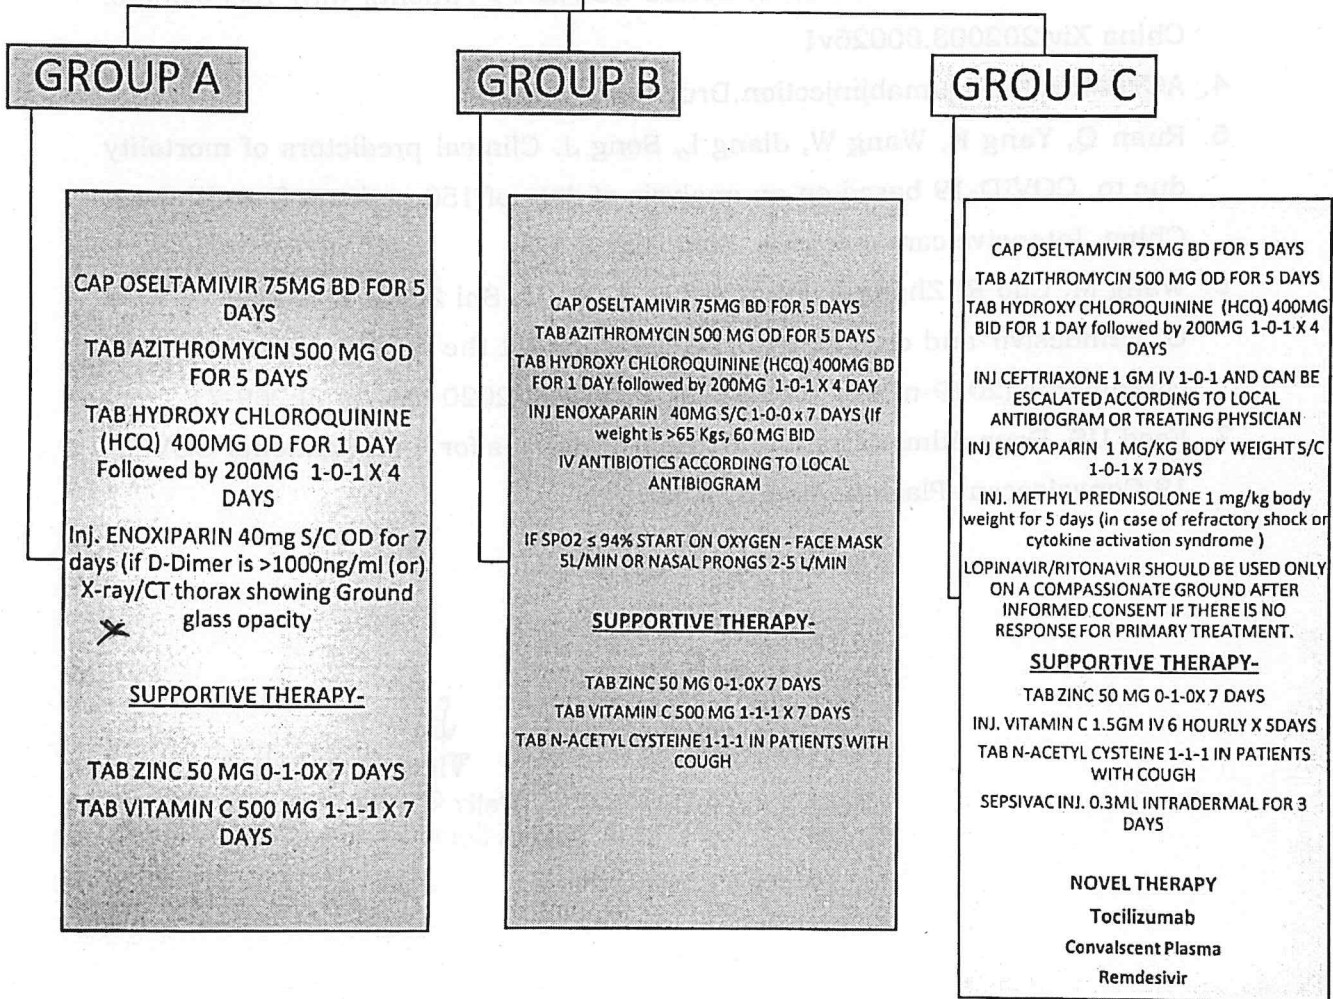 GROUP A
CAP OSELTAMIVIR 75MG BD FOR 5
DAYS
TAB AZITHROMYCIN 500 MG OD
FOR 5 DAYS
TAB HYDROXY CHLOROQUININE
(HCQ) 400MG OD FOR 1 DAY
Followed by 200MG 1-0-1 X 4
DAYS
Inj. ENOXIPARIN 40mg S/C OD for 7
days (if D-Dimer is >1000ng/ml (or)
X-ray/CT thorax showing Ground
glass opacity
SUPPORTIVE THERAPY-
TAB ZINC 50 MG 0-1-0X 7 DAYS
TAB VITAMIN C 500 MG 1-1-1 X 7
DAYS
GROUP B
CAP OSELTAMIVIR 75MG BD FOR 5 DAYS
TAB AZITHROMYCIN 500 MG OD FOR 5 DAYS
TAB HYDROXY CHLOROQUININE (HCQ) 400MG BD
FOR 1 DAY followed by 200MG 1-0-1 X 4 DAY
INJ ENOXAPARIN 40MG S/C 1-0-0 x 7 DAYS (If
weight is >65 Kgs, 60 MG BID
IV ANTIBIOTICS ACCORDING TO LOCAL
ANTIBIOGRAM
IF SPO2 ≤ 94% START ON OXYGEN - FACE MASK
5L/MIN OR NASAL PRONGS 2-5 L/MIN
SUPPORTIVE THERAPY-
TAB ZINC 50 MG 0-1-0X 7 DAYS
TAB VITAMIN C 500 MG 1-1-1 X 7 DAYS
TAB N-ACETYL CYSTEINE 1-1-1 IN PATIENTS WITH
COUGH
GROUP C
CAP OSELTAMIVIR 75MG BD FOR 5 DAYS
TAB AZITHROMYCIN 500 MG OD FOR 5 DAYS
TAB HYDROXY CHLOROQUININE (HCQ) 400MG
BID FOR 1 DAY followed by 200MG 1-0-1 X 4
DAYS
INJ CEFTRIAXONE 1 GM IV 1-0-1 AND CAN BE
ESCALATED ACCORDING TO LOCAL
ANTIBIOGRAM OR TREATING PHYSICIAN
INJ ENOXAPARIN 1 MG/KG BODY WEIGHT S/C
1-0-1 X 7 DAYS
INJ. METHYL PREDNISOLONE 1 mg/kg body
weight for 5 days (in case of refractory shock or
cytokine activation syndrome )
LOPINAVIR/RITONAVIR SHOULD BE USED ONLY
ON A COMPASSIONATE GROUND AFTER
INFORMED CONSENT IF THERE IS NO
RESPONSE FOR PRIMARY TREATMENT.
SUPPORTIVE THERAPY-
TAB ZINC 50 MG 0-1-0X 7 DAYS
INJ. VITAMIN C 1.5GM IV 6 HOURLY X 5DAYS
TAB N-ACETYL CYSTEINE 1-1-1 IN PATIENTS
WITH COUGH
SEPSIVAC INJ. 0.3ML INTRADERMAL FOR 3
DAYS
NOVEL THERAPY
Tocilizumab
Convalscent Plasma
Remdesivir